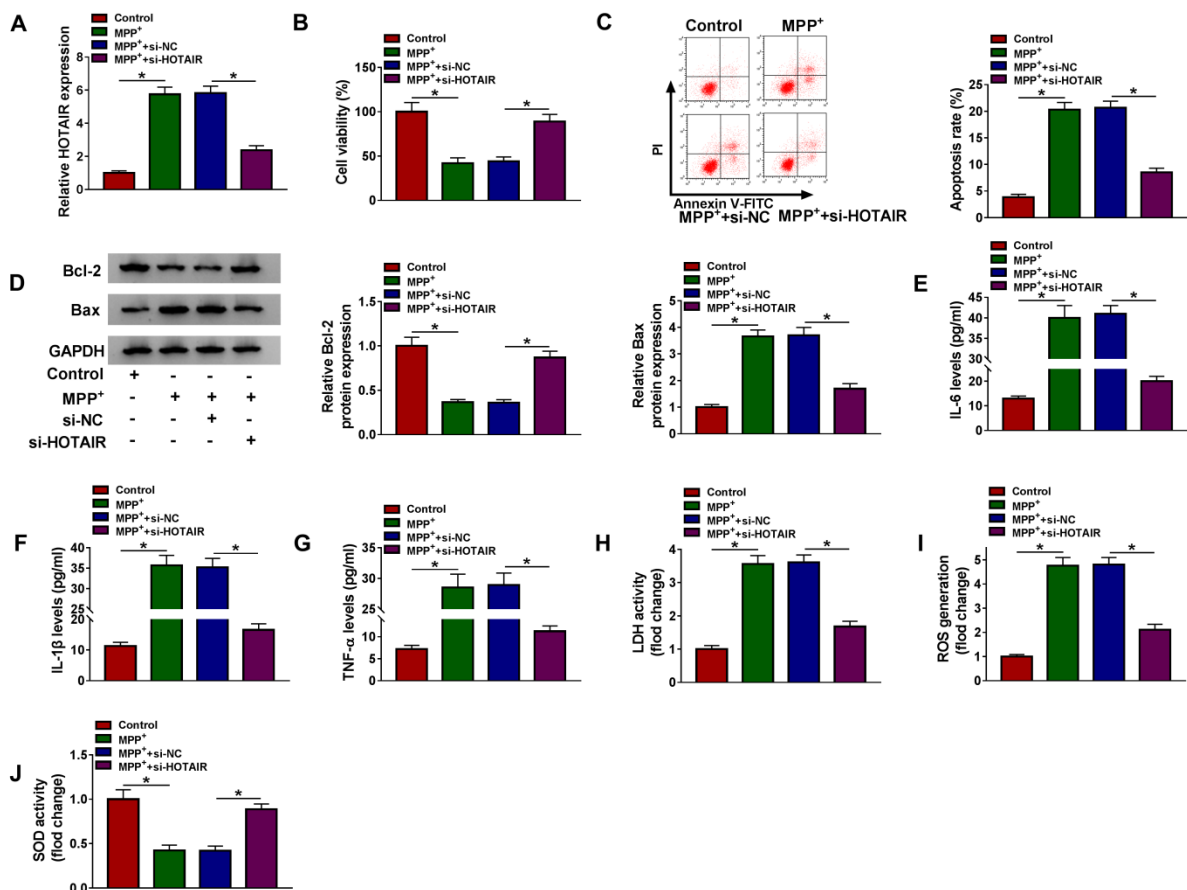 A
Control
MPP+
MPP++si-NC
MPP++si-HOTAIR
Relative HOTAIR expression
8
6
4
2
0
* *
B
Control
MPP+
MPP++si-NC
MPP++si-HOTAIR
Cell viability (%)
150
100
50
0
* *
C
Control MPP+
PI
Annexin V-FITC
MPP++si-NC MPP++si-HOTAIR
Control
MPP+
MPP++si-NC
MPP++si-HOTAIR
Apoptosis rate (%)
25
20
15
10
5
0
* *
D
Bcl-2
Bax
GAPDH
Control + - - -
MPP+ - + + +
si-NC - - + -
si-HOTAIR - - - +
Control
MPP+
MPP++si-NC
MPP++si-HOTAIR
Relative Bcl-2
protein expression
1.5
1.0
0.5
0.0
* *
Control
MPP+
MPP++si-NC
MPP++si-HOTAIR
Relative Bax
protein expression
5
4
3
2
1
0
* *
E
Control
MPP+
MPP++si-NC
MPP++si-HOTAIR
IL-6 levels (pg/ml)
45
40
35
30
25
20
10
0
* *
F
Control
MPP+
MPP++si-NC
MPP++si-HOTAIR
IL-1β levels (pg/ml)
40
35
30
25
20
10
0
* *
G
Control
MPP+
MPP++si-NC
MPP++si-HOTAIR
TNF-α levels (pg/ml)
35
30
25
20
15
10
5
0
* *
H
Control
MPP+
MPP++si-NC
MPP++si-HOTAIR
LDH activity
(flod change)
4
3
2
1
0
* *
I
Control
MPP+
MPP++si-NC
MPP++si-HOTAIR
ROS generation
(flod change)
6
5
4
3
2
1
0
* *
J
Control
MPP+
MPP++si-NC
MPP++si-HOTAIR
SOD activity
(flod change)
1.5
1.0
0.5
0.0
* *